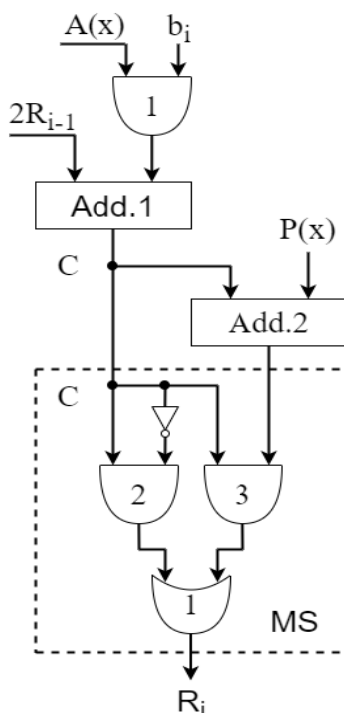 A(x) b_i
1
2R_{i-1}
Add.1
C
P(x)
Add.2
C
2 3
1
MS
R_i